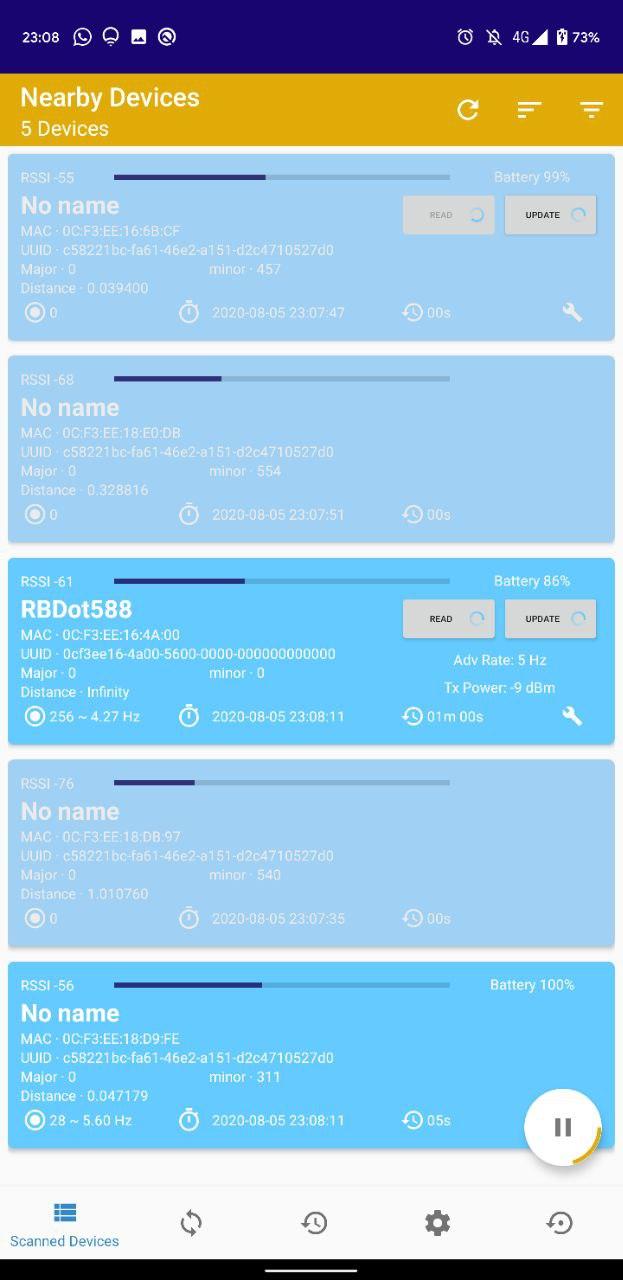 23:08 4G 73%
Nearby Devices
5 Devices
RSSI -55 Battery 99%
No name READ UPDATE
MAC · 0C:F3:EE:16:6B:CF
UUID · c58221bc-fa61-46e2-a151-d2c4710527d0
Major · 0 minor · 457
Distance · 0.039400
0 2020-08-05 23:07:47 00s
RSSI -68
No name
MAC · 0C:F3:EE:18:E0:DB
UUID · c58221bc-fa61-46e2-a151-d2c4710527d0
Major · 0 minor · 554
Distance · 0.328816
0 2020-08-05 23:07:51 00s
RSSI -61 Battery 86%
RBDot588 READ UPDATE
MAC · 0C:F3:EE:16:4A:00
UUID · 0cf3ee16-4a00-5600-0000-000000000000
Adv Rate: 5 Hz
Major · 0 minor · 0
Tx Power: -9 dBm
Distance · Infinity
256 ~ 4.27 Hz 2020-08-05 23:08:11 01m 00s
RSSI -76
No name
MAC · 0C:F3:EE:18:DB:97
UUID · c58221bc-fa61-46e2-a151-d2c4710527d0
Major · 0 minor · 540
Distance · 1.010760
0 2020-08-05 23:07:35 00s
RSSI -56 Battery 100%
No name
MAC · 0C:F3:EE:18:D9:FE
UUID · c58221bc-fa61-46e2-a151-d2c4710527d0
Major · 0 minor · 311
Distance · 0.047179
28 ~ 5.60 Hz 2020-08-05 23:08:11 05s
Scanned Devices